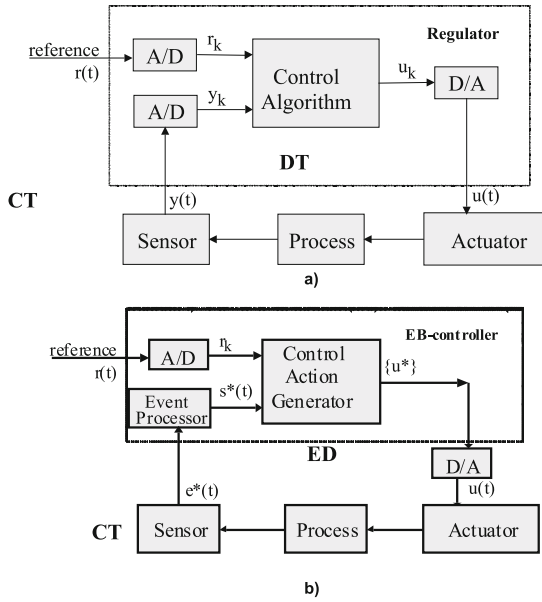 Regulator
reference
r(t)
A/D
r_k
A/D
y_k
Control
Algorithm
u_k
D/A
DT
CT
y(t)
u(t)
Sensor
Process
Actuator
a)
EB-controller
reference
r(t)
A/D
r_k
Event
Processor
s*(t)
Control
Action
Generator
{u*}
ED
D/A
e*(t)
u(t)
CT
Sensor
Process
Actuator
b)